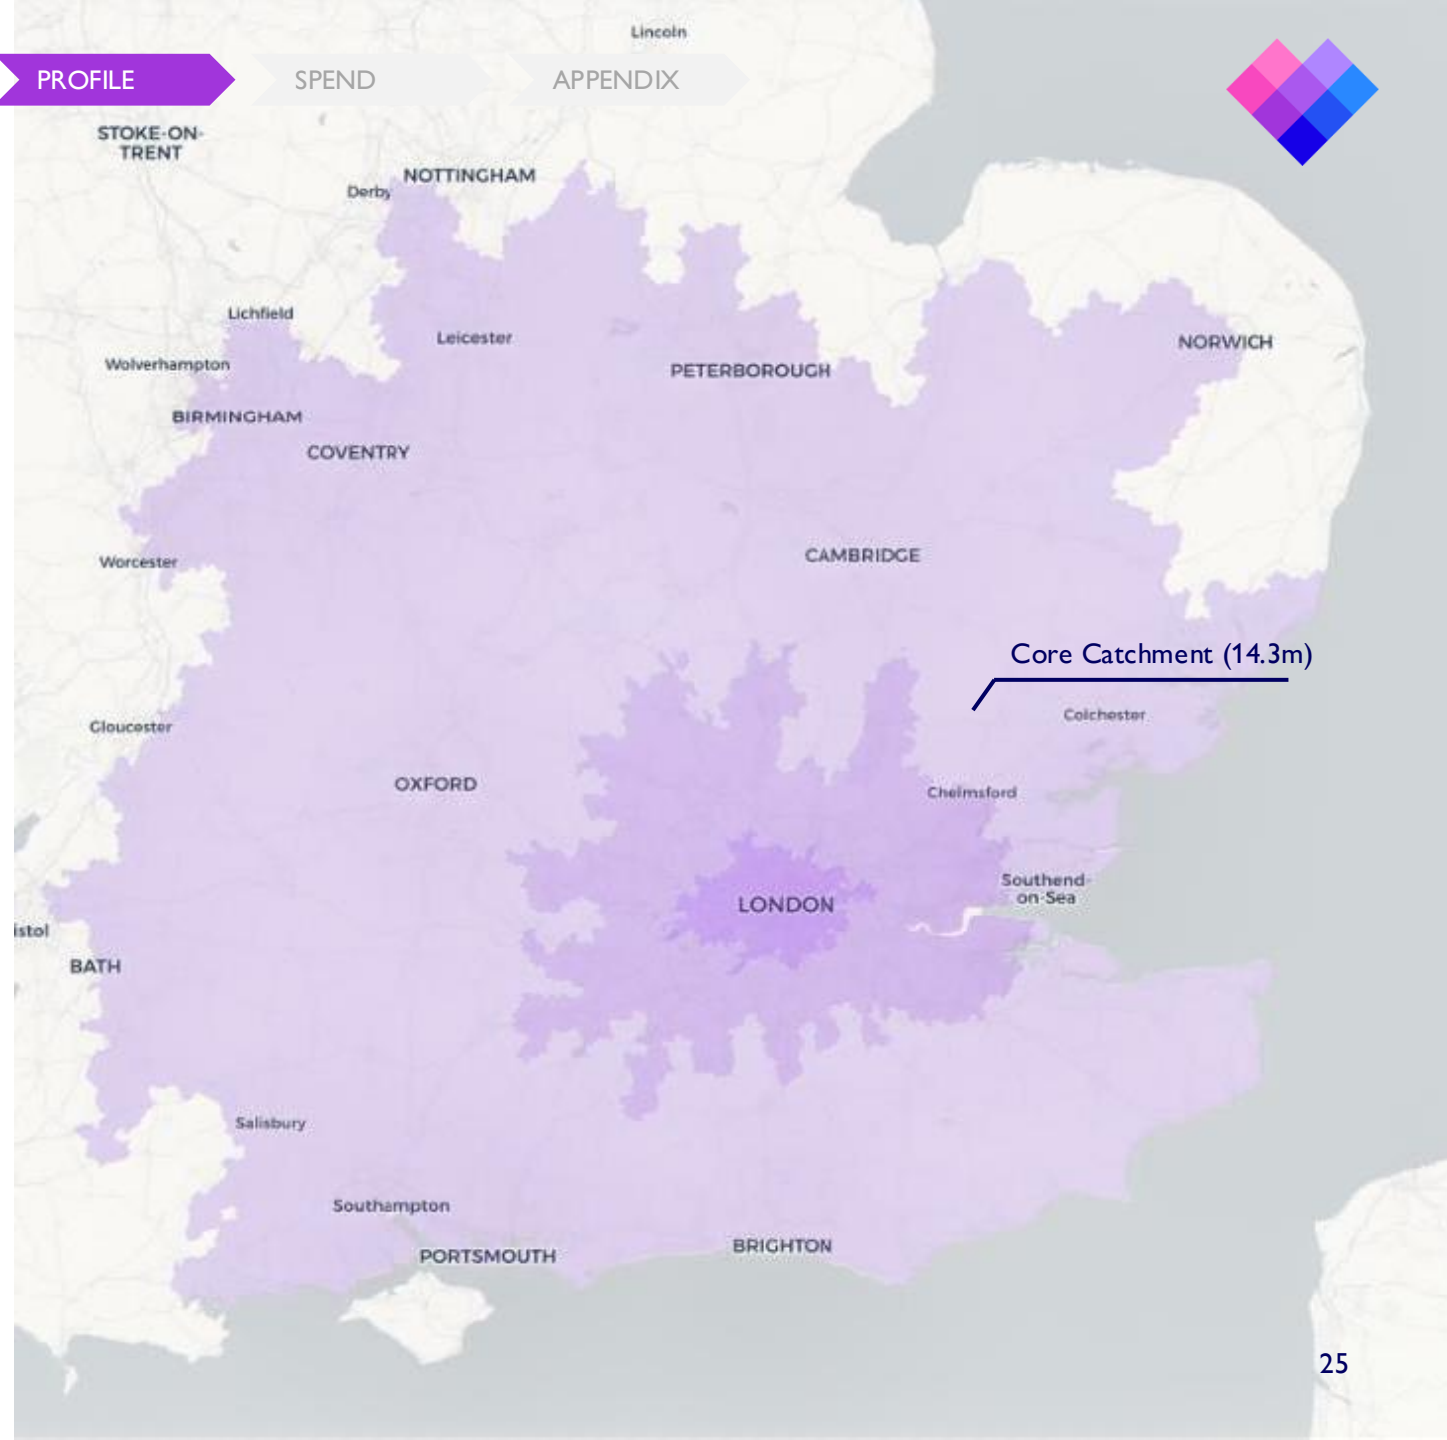 Lincoln
PROFILE
SPEND
APPENDIX
STOKE-ON-
TRENT
NOTTINGHAM
Derby
Lichfield
Leicester
NORWICH
Wolverhampton
PETERBOROUGH
BIRMINGHAM
COVENTRY
CAMBRIDGE
Worcester
Core Catchment (14.3m)
Colchester
Gloucester
OXFORD
Chelmsford
Southend-
on-Sea
LONDON
istol
BATH
Salisbury
Southampton
BRIGHTON
PORTSMOUTH
25